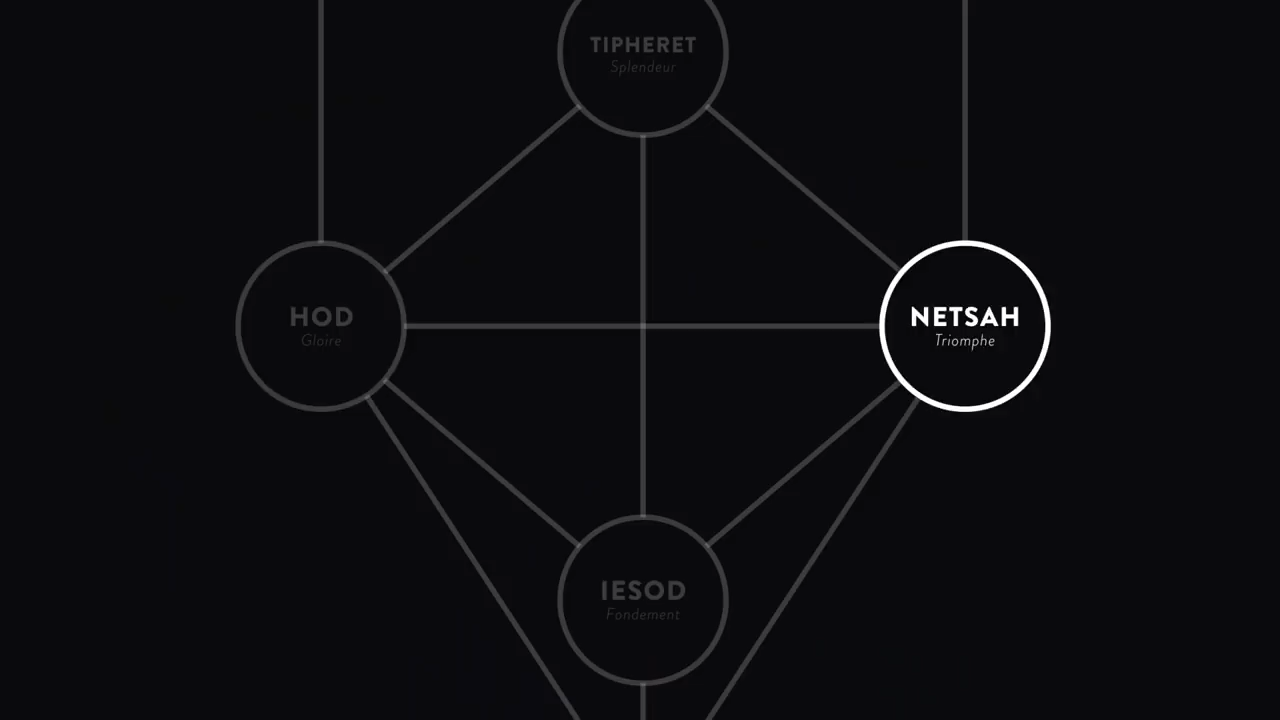 TIPHERET
Splendeur
HOD
Gloire
NETSAH
Triomphe
IESOD
Fondement